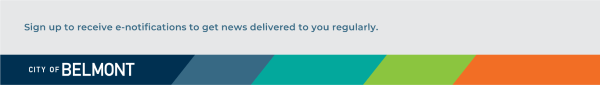 Sign up to receive e-notifications to get news delivered to you regularly.
CITY OF BELMONT